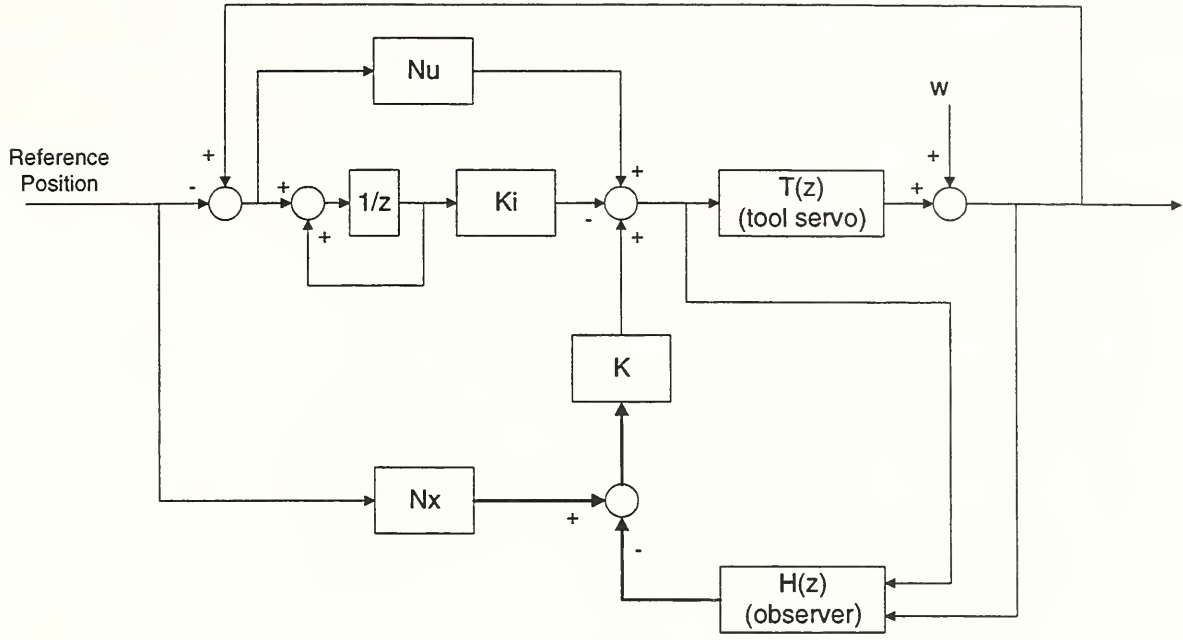 Nu
w
+
+
+
Reference
Position
-
+
1/z
Ki
+
-
+
T(z)
(tool servo)
+
+
K
Nx
+
-
H(z)
(observer)